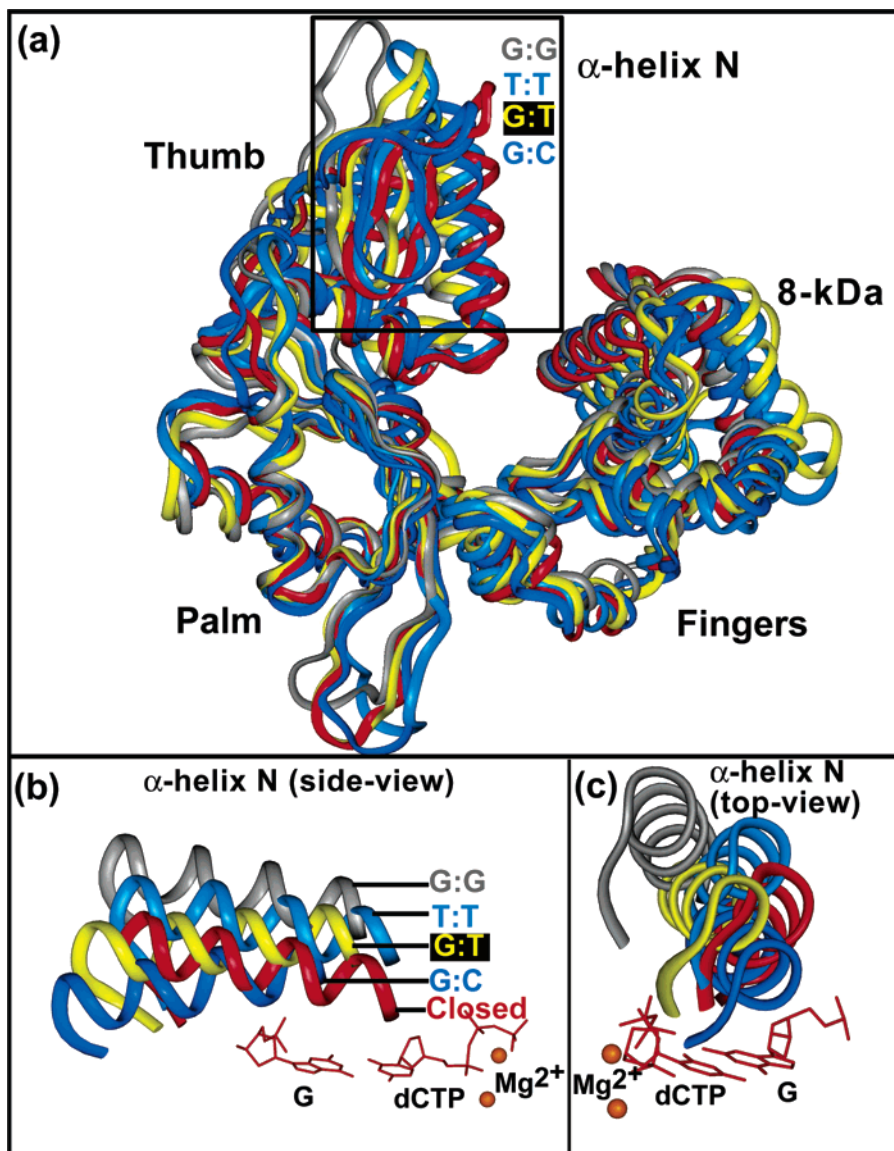 (a)
G:G
T:T
G:T
G:C
α-helix N
Thumb
8-kDa
Palm
Fingers
(b)
α-helix N (side-view)
G:G
T:T
G:T
G:C
Closed
G
dCTP
Mg2+
(c)
α-helix N
(top-view)
Mg2+
dCTP
G